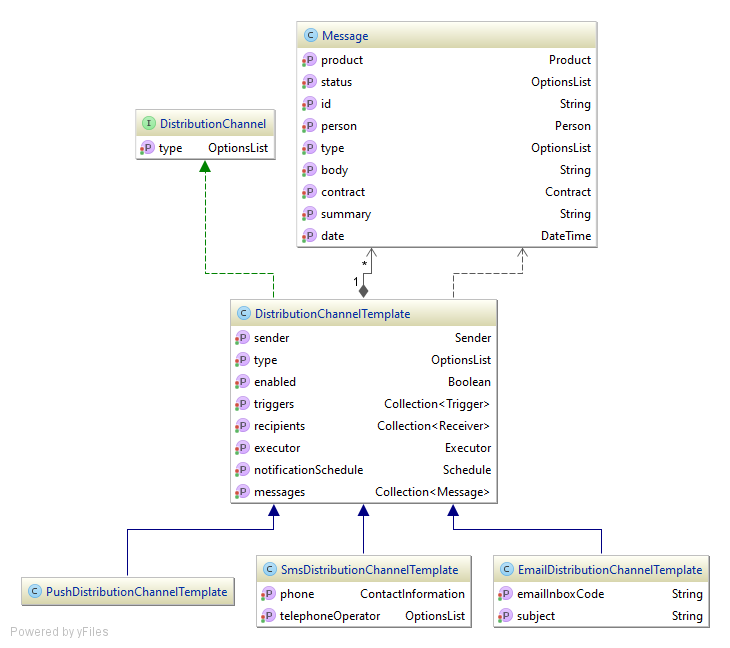 C Message
P product Product
P status OptionsList
P id String
P person Person
P type OptionsList
P body String
P contract Contract
P summary String
P date DateTime
I DistributionChannel
P type OptionsList
*
1
C DistributionChannelTemplate
P sender Sender
P type OptionsList
P enabled Boolean
P triggers Collection<Trigger>
P recipients Collection<Receiver>
P executor Executor
P notificationSchedule Schedule
P messages Collection<Message>
C PushDistributionChannelTemplate
C SmsDistributionChannelTemplate
P phone ContactInformation
P telephoneOperator OptionsList
C EmailDistributionChannelTemplate
P emailInboxCode String
P subject String
Powered by yFiles